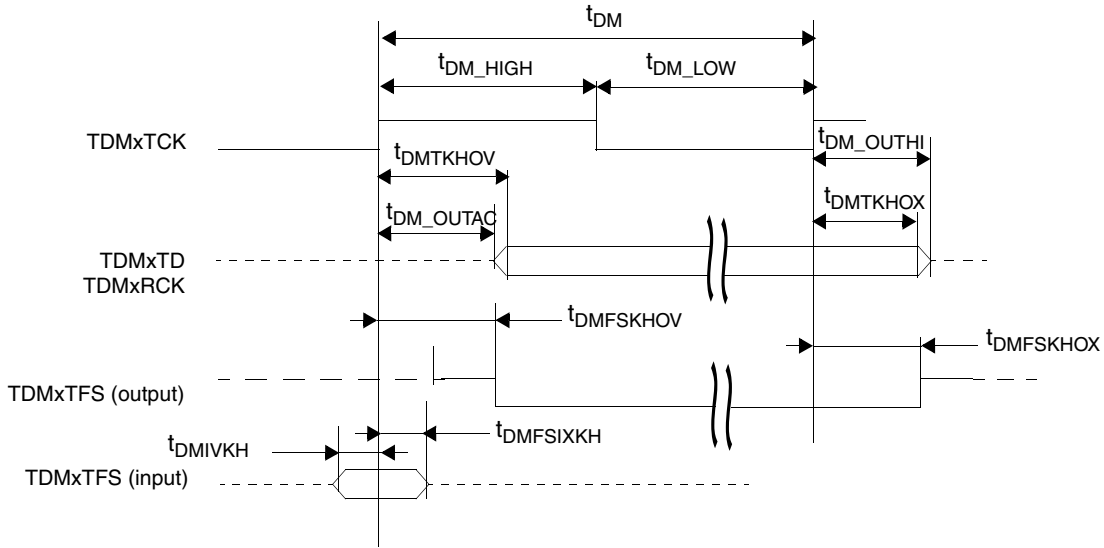 tDM
tDM_HIGH
tDM_LOW
TDMxTCK
tDM_OUTHI
tDMTKHOV
tDMTKHOX
tDM_OUTAC
TDMxTD
TDMxRCK
tDMFSKHOV
tDMFSKHOX
TDMxTFS (output)
tDMFSIXKH
tDMIVKH
TDMxTFS (input)